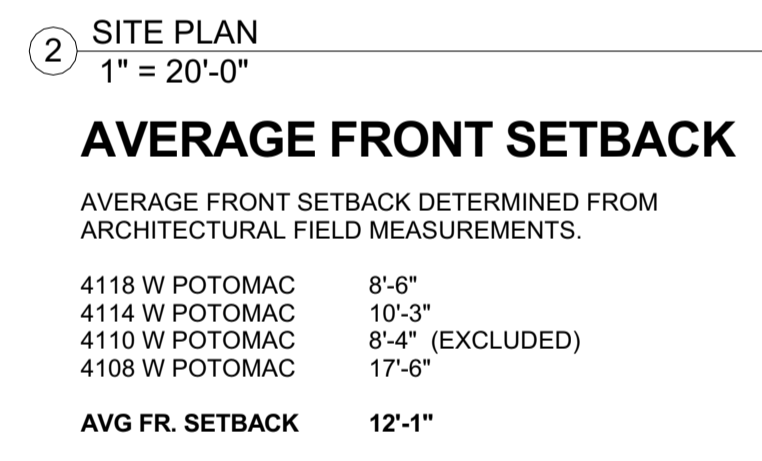 2
SITE PLAN
1" = 20'-0"
AVERAGE FRONT SETBACK
AVERAGE FRONT SETBACK DETERMINED FROM
ARCHITECTURAL FIELD MEASUREMENTS.
4118 W POTOMAC 8'-6"
4114 W POTOMAC 10'-3"
4110 W POTOMAC 8'-4" (EXCLUDED)
4108 W POTOMAC 17'-6"
AVG FR. SETBACK 12'-1"